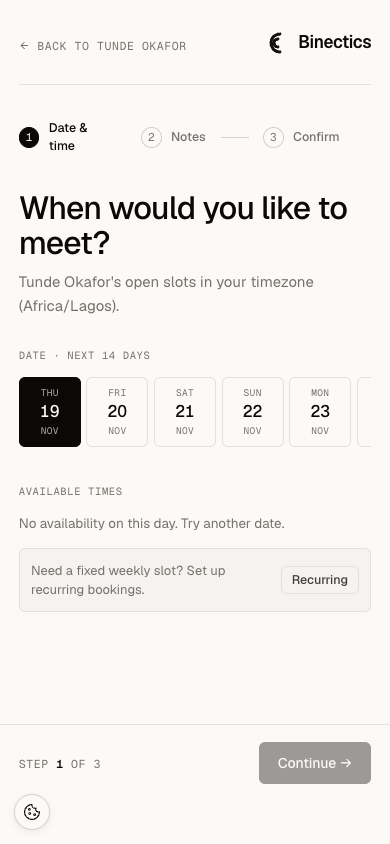 ← BACK TO TUNDE OKAFOR
Binectics
1 Date & time
2 Notes
3 Confirm
When would you like to
meet?
Tunde Okafor's open slots in your timezone
(Africa/Lagos).
DATE · NEXT 14 DAYS
THU FRI SAT SUN MON
19 20 21 22 23
NOV NOV NOV NOV NOV
AVAILABLE TIMES
No availability on this day. Try another date.
Need a fixed weekly slot? Set up
recurring bookings.
Recurring
STEP 1 OF 3
Continue →